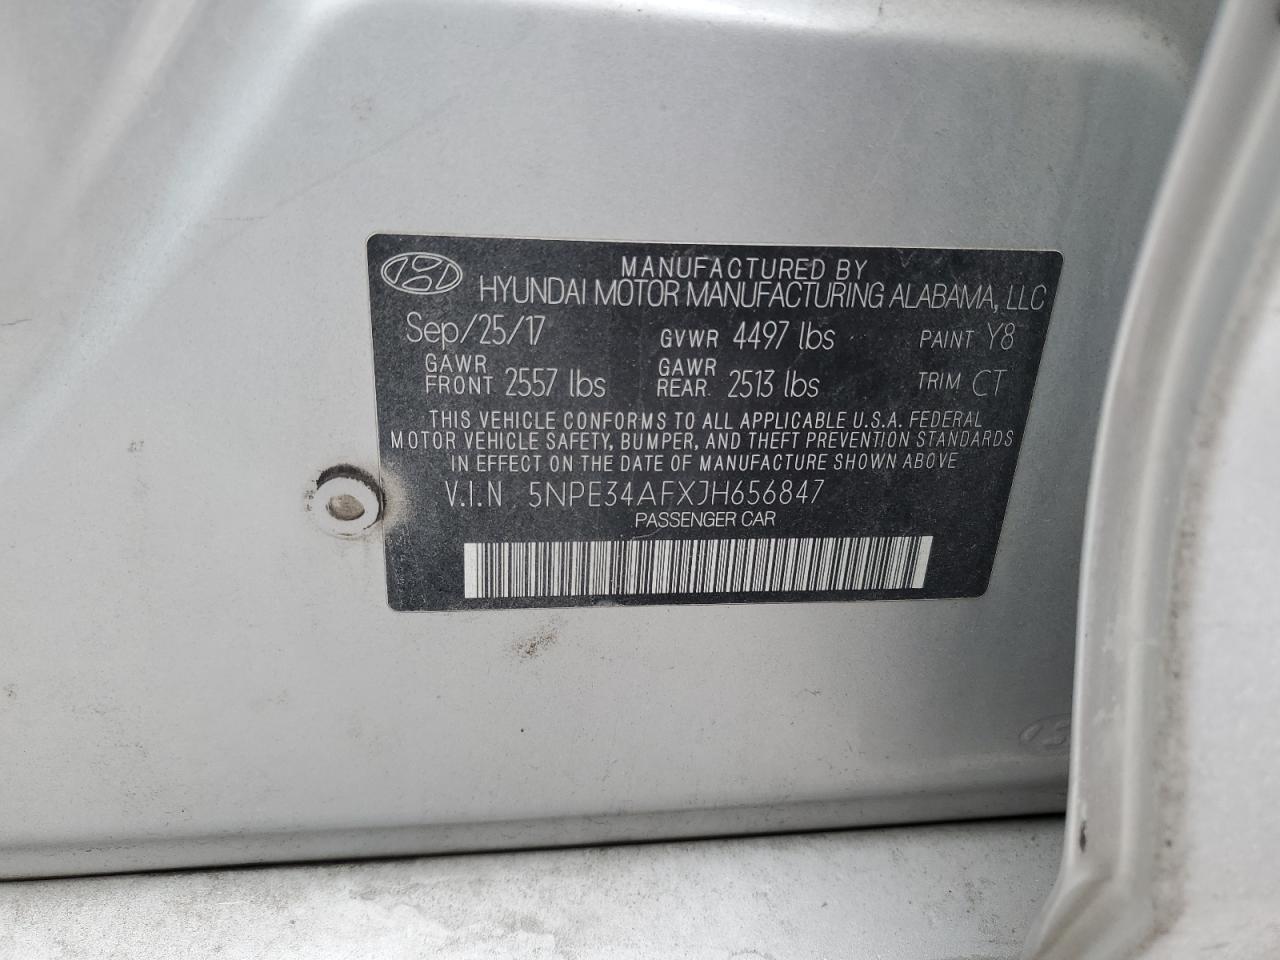 MANUFACTURED BY
HYUNDAI MOTOR MANUFACTURING ALABAMA, LLC
Sep/25/17 GVWR 4497 lbs PAINT Y8
GAWR FRONT 2557 lbs GAWR REAR 2513 lbs TRIM CT
THIS VEHICLE CONFORMS TO ALL APPLICABLE U.S.A. FEDERAL
MOTOR VEHICLE SAFETY, BUMPER, AND THEFT PREVENTION STANDARDS
IN EFFECT ON THE DATE OF MANUFACTURE SHOWN ABOVE
V.I.N 5NPE34AFXJH656847
PASSENGER CAR